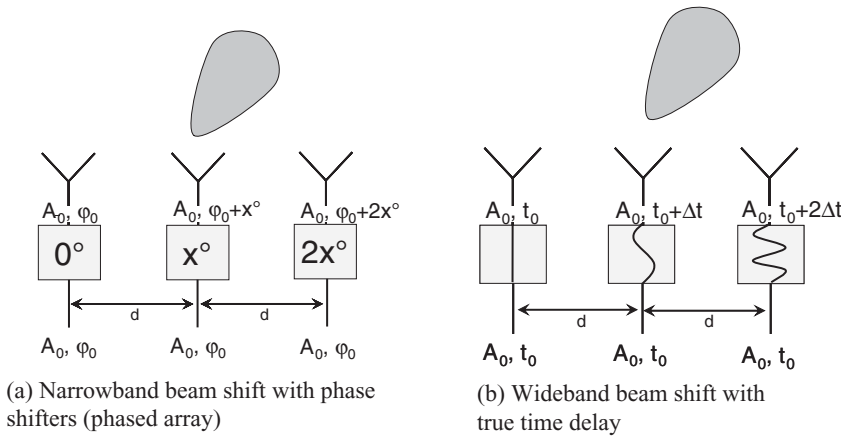 A₀, φ₀ A₀, φ₀+x° A₀, φ₀+2x°
0° x° 2x°
d d
A₀, φ₀ A₀, φ₀ A₀, φ₀
(a) Narrowband beam shift with phase
shifters (phased array)
A₀, t₀ A₀, t₀+Δt A₀, t₀+2Δt
d d
A₀, t₀ A₀, t₀ A₀, t₀
(b) Wideband beam shift with
true time delay